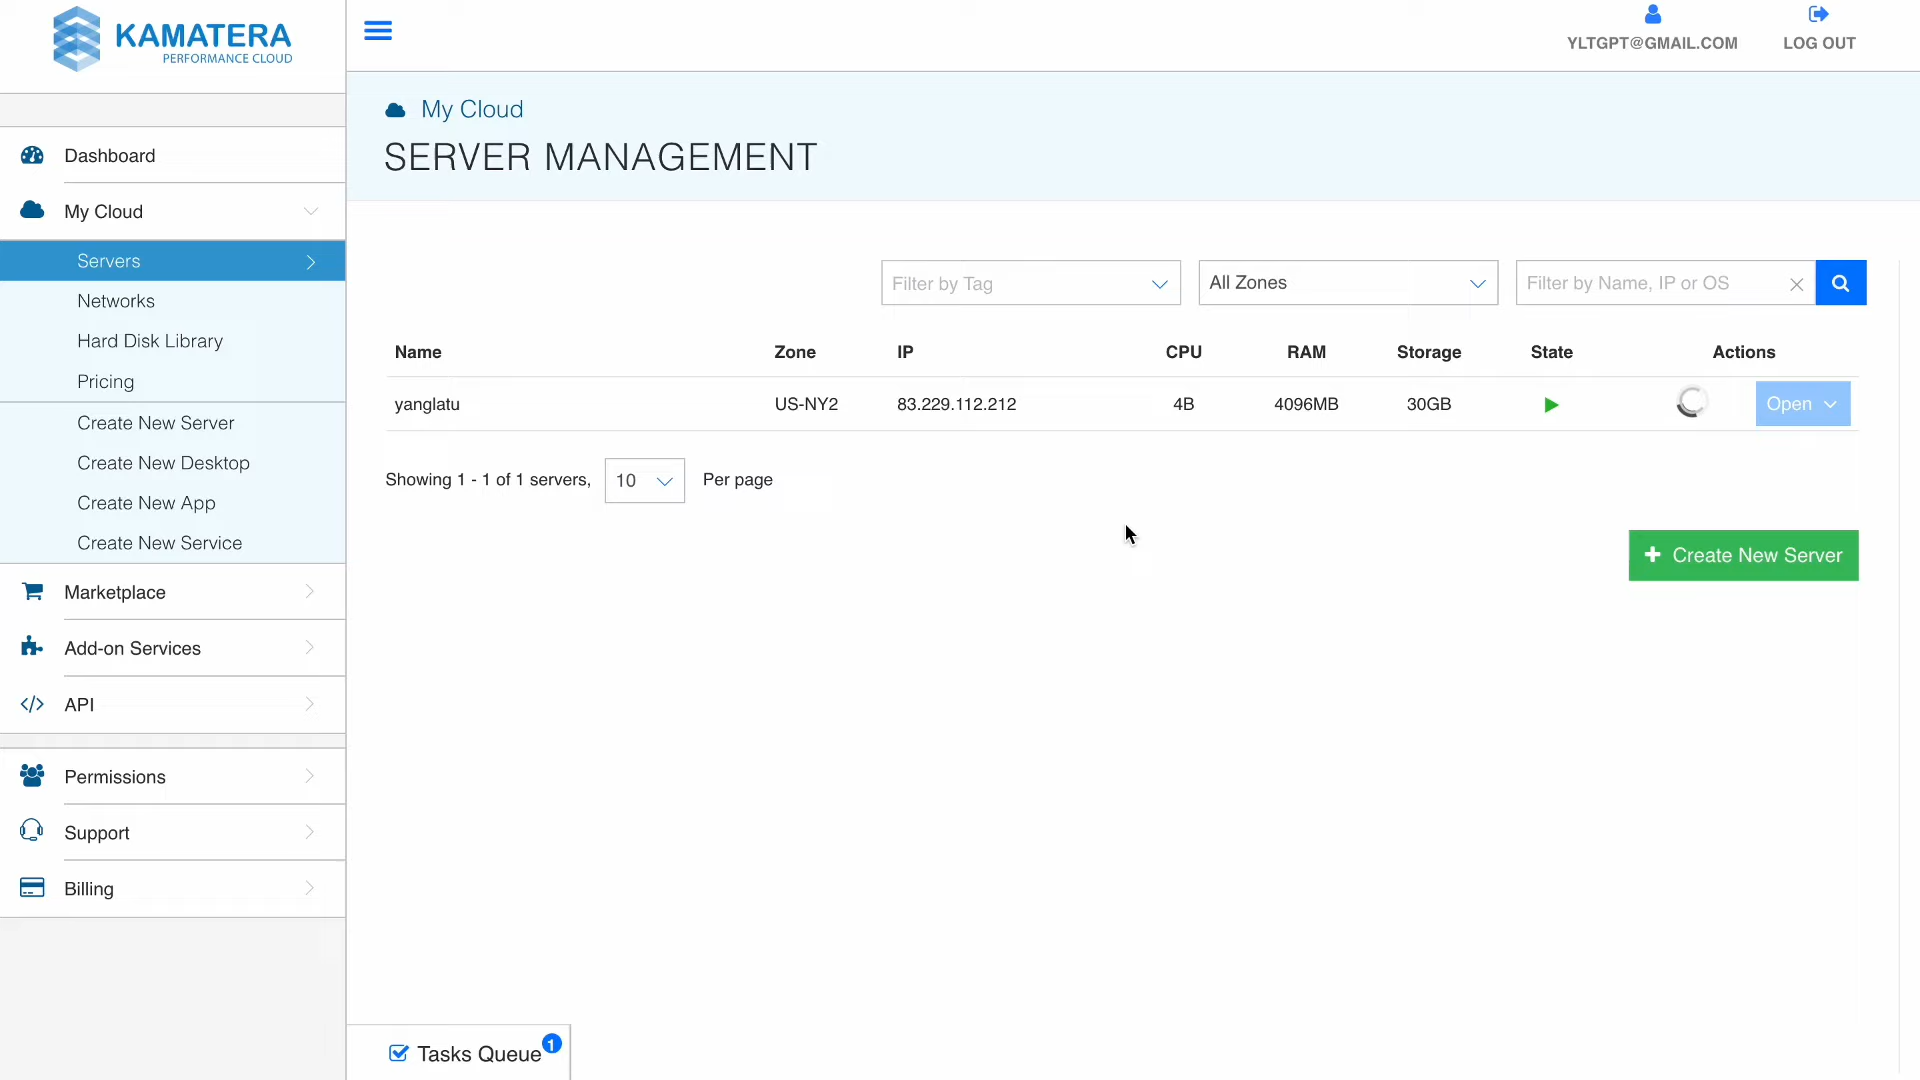 KAMATERA
PERFORMANCE CLOUD
YLTGPT@GMAIL.COM
LOG OUT
My Cloud
SERVER MANAGEMENT
Dashboard
My Cloud
Servers
Networks
Hard Disk Library
Pricing
Create New Server
Create New Desktop
Create New App
Create New Service
Marketplace
Add-on Services
API
Permissions
Support
Billing
Filter by Tag
All Zones
Filter by Name, IP or OS
Name Zone IP CPU RAM Storage State Actions
yanglatu US-NY2 83.229.112.212 4B 4096MB 30GB Open
Showing 1 - 1 of 1 servers, 10 Per page
Create New Server
Tasks Queue 1